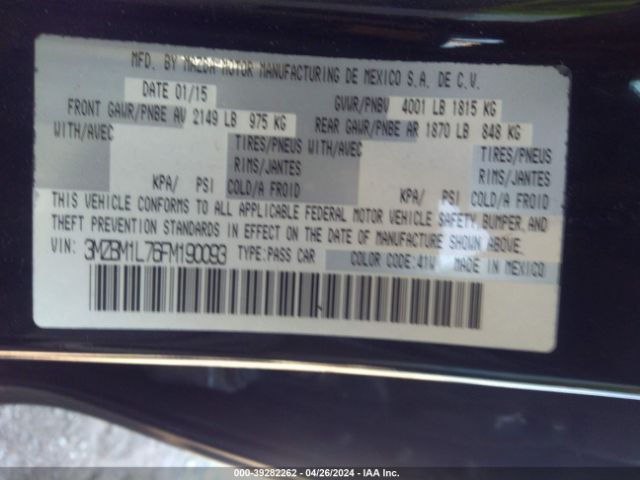 MFD. BY MAZDA MOTOR MANUFACTURING DE MEXICO S.A. DE C.V.
DATE 01/15 GVWR/PNBV 4001 LB 1815 KG
FRONT GAWR/PNBE AV 2149 LB 975 KG REAR GAWR/PNBE AR 1870 LB 848 KG
WITH/AVEC TIRES/PNEUS WITH/AVEC TIRES/PNEUS
RIMS/JANTES RIMS/JANTES
KPA/ PSI COLD/A FROID KPA/ PSI COLD/A FROID
THIS VEHICLE CONFORMS TO ALL APPLICABLE FEDERAL MOTOR VEHICLE SAFETY, BUMPER, AND
THEFT PREVENTION STANDARDS IN EFFECT ON THE DATE OF MANUFACTURE SHOWN ABOVE.
VIN: 3MZBM1L76FM190093 TYPE: PASS CAR COLOR CODE: 41W MADE IN MEXICO
000-39282262 - 04/26/2024 - IAA Inc.